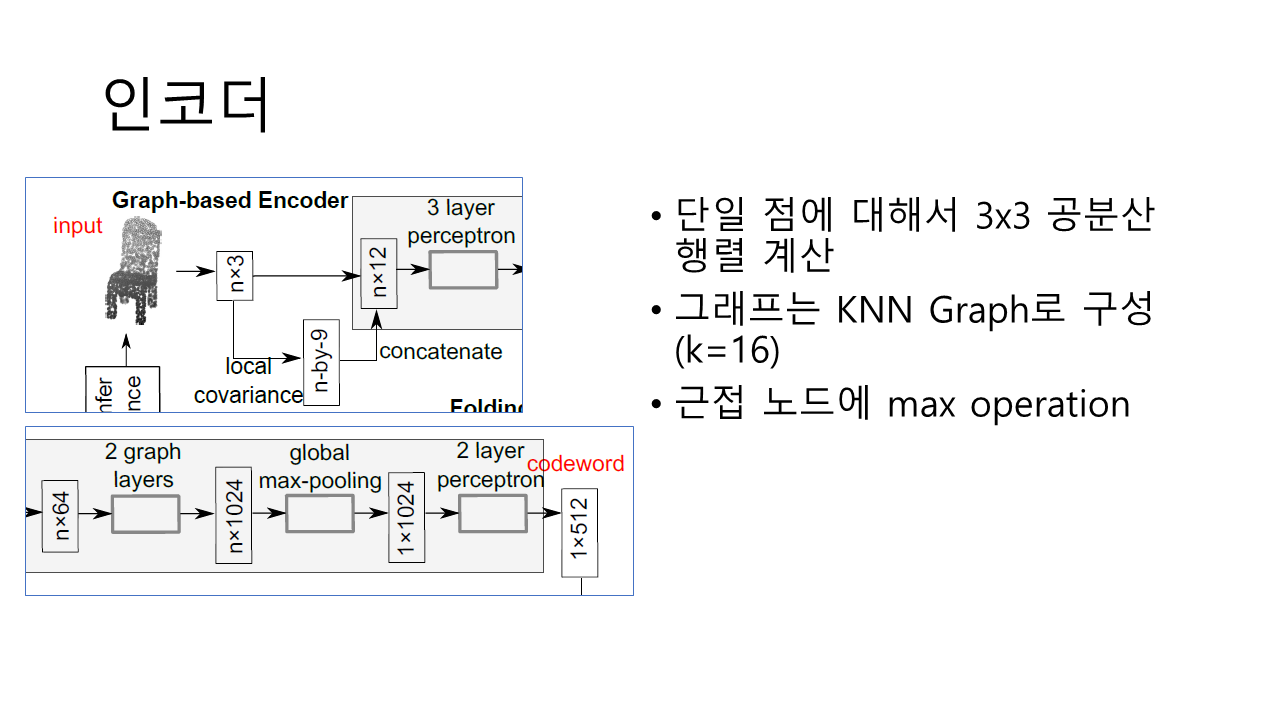 인코더
Graph-based Encoder
input
3 layer
perceptron
n×3
n×12
n-by-9
concatenate
local
covariance
2 graph
layers
global
max-pooling
2 layer
perceptron
codeword
n×64
n×1024
1×1024
1×512
• 단일 점에 대해서 3x3 공분산
행렬 계산
• 그래프는 KNN Graph로 구성
(k=16)
• 근접 노드에 max operation